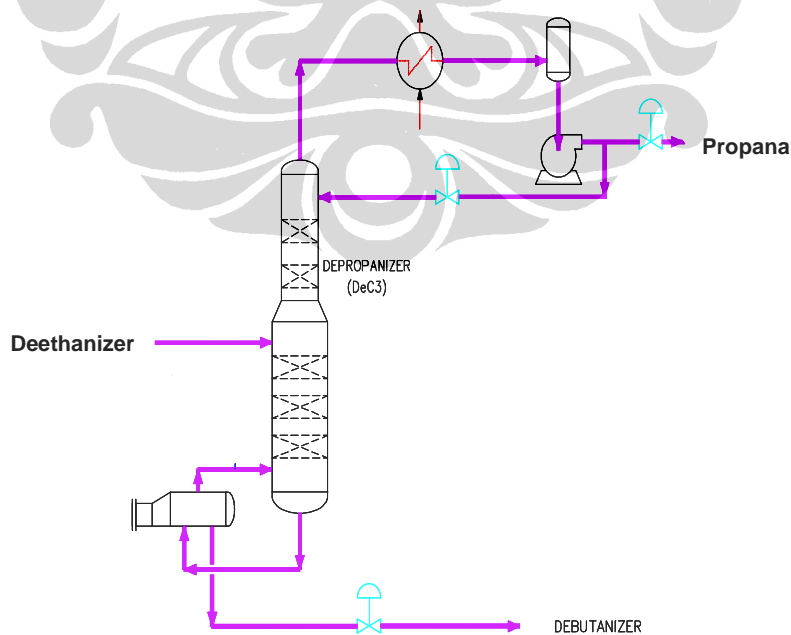 Propana
DEPROPANIZER
(DeC3)
Deethanizer
DEBUTANIZER